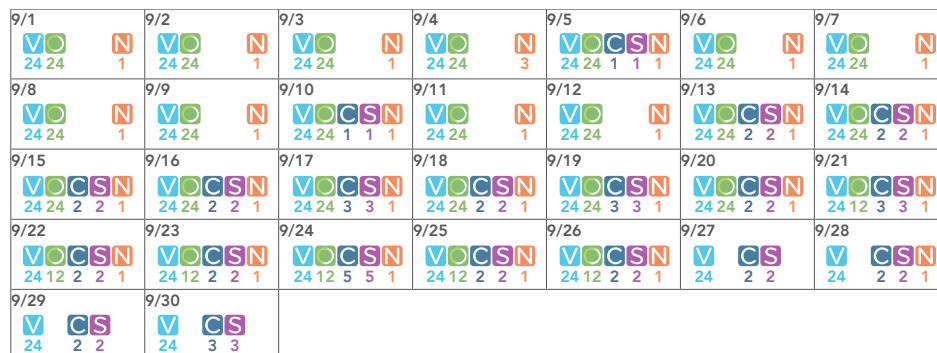 9/1 9/2 9/3 9/4 9/5 9/6 9/7
V O N V O N V O N V O N V O C S N V O N V O N
24 24 1 24 24 1 24 24 1 24 24 3 24 24 1 1 1 24 24 1 24 24 1
9/8 9/9 9/10 9/11 9/12 9/13 9/14
V O N V O N V O C S N V O N V O N V O C S N V O C S N
24 24 1 24 24 1 24 24 1 1 1 24 24 1 24 24 1 24 24 2 2 1 24 24 2 2 1
9/15 9/16 9/17 9/18 9/19 9/20 9/21
V O C S N V O C S N V O C S N V O C S N V O C S N V O C S N V O C S N
24 24 2 2 1 24 24 2 2 1 24 24 3 3 1 24 24 2 2 1 24 24 3 3 1 24 24 2 2 1 24 12 3 3 1
9/22 9/23 9/24 9/25 9/26 9/27 9/28
V O C S N V O C S N V O C S N V O C S N V O C S N V C S V C S N
24 12 2 2 1 24 12 2 2 1 24 12 5 5 1 24 12 2 2 1 24 12 2 2 1 24 2 2 24 2 2 1
9/29 9/30
V C S V C S
24 2 2 24 3 3